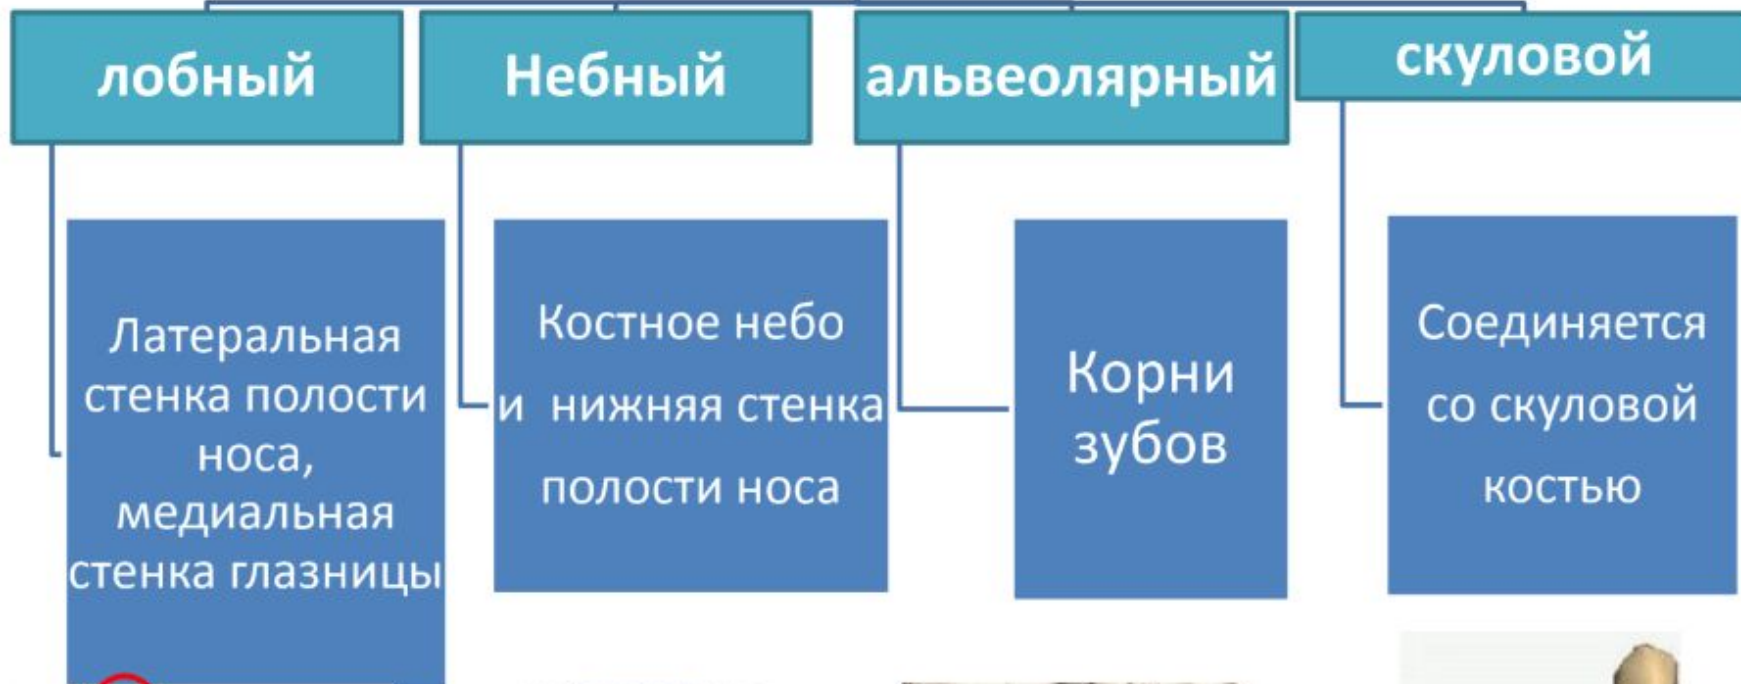 лобный
Небный
альвеолярный
скуловой
Латеральная
стенка полости
носа,
медиальная
стенка глазницы
Костное небо
и нижняя стенка
полости носа
Корни
зубов
Соединяется
со скуловой
костью